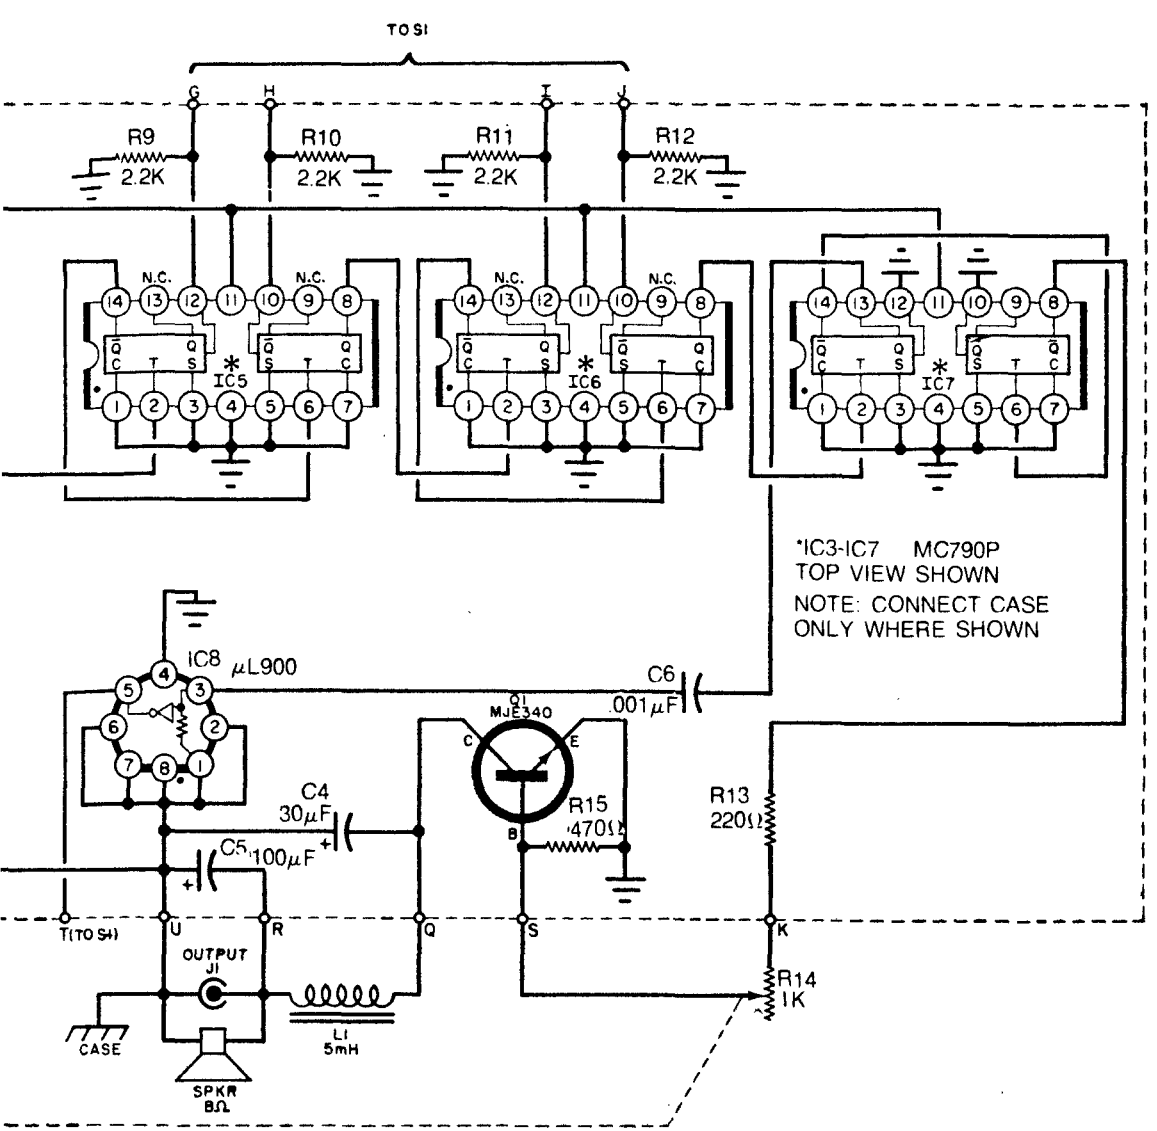 TO S1
G H I J
R9 R10 R11 R12
2.2K 2.2K 2.2K 2.2K
N.C. N.C. N.C. N.C.
14 13 12 11 10 9 8 14 13 12 11 10 9 8 14 13 12 11 10 9 8
Q̅ Q Q̅ Q Q̅ Q Q̅ Q Q̅ Q Q Q̅
C T S * S T C C T S * S T C C T S * S T C
IC5 IC6 IC7
1 2 3 4 5 6 7 1 2 3 4 5 6 7 1 2 3 4 5 6 7
*IC3-IC7 MC790P
TOP VIEW SHOWN
NOTE: CONNECT CASE
ONLY WHERE SHOWN
IC8 μL900
4
5 3
6 2
7 8 1
C6
.001μF
Q1
MJE340
C E
B
C4
30μF
+
R15
470Ω
R13
220Ω
C5 100μF
+
T(TO S4) U R Q S K
OUTPUT
J1
R14
1K
CASE
L1
5mH
SPKR
8Ω